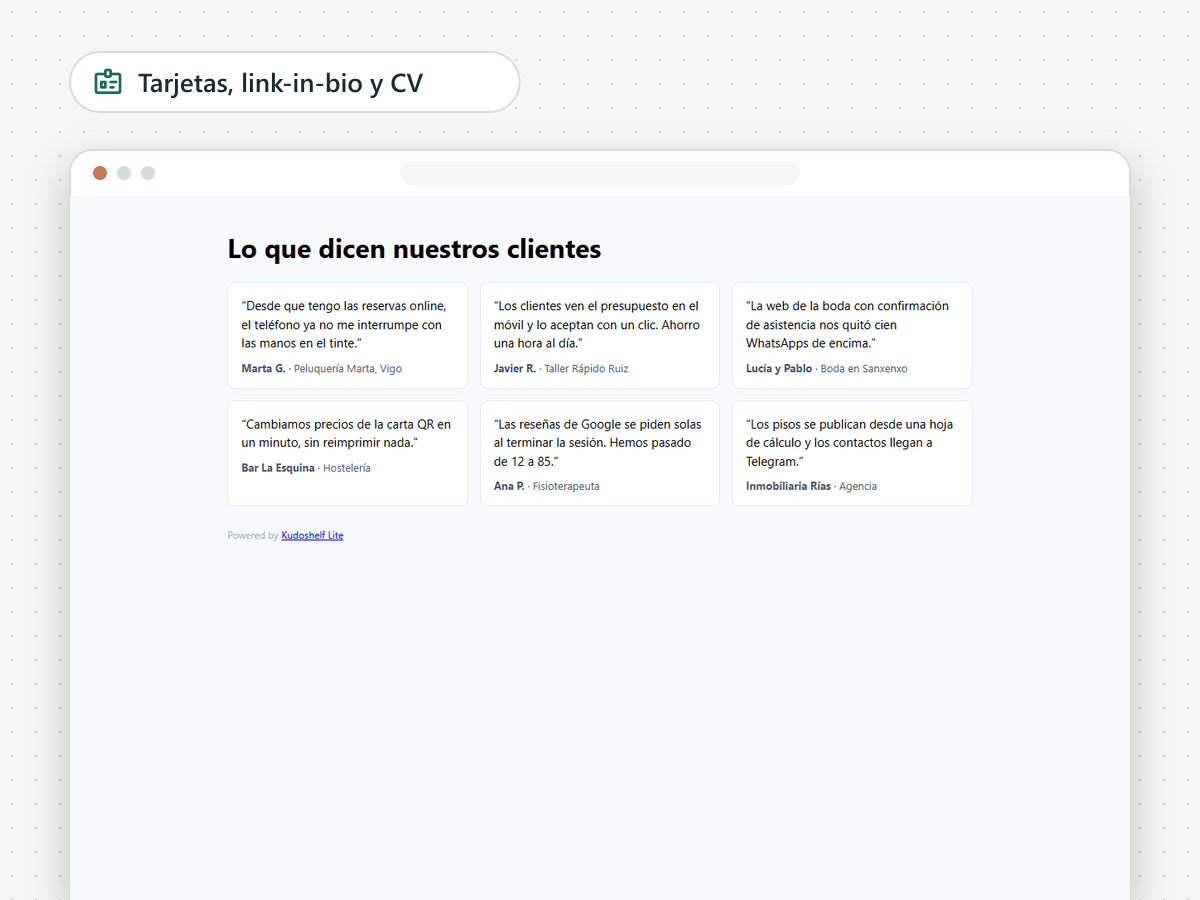 Tarjetas, link-in-bio y CV
Lo que dicen nuestros clientes
“Desde que tengo las reservas online,
el teléfono ya no me interrumpe con
las manos en el tinte.”
Marta G. · Peluquería Marta, Vigo
“Los clientes ven el presupuesto en el
móvil y lo aceptan con un clic. Ahorro
una hora al día.”
Javier R. · Taller Rápido Ruiz
“La web de la boda con confirmación
de asistencia nos quitó cien
WhatsApps de encima.”
Lucía y Pablo · Boda en Sanxenxo
“Cambiamos precios de la carta QR en
un minuto, sin reimprimir nada.”
Bar La Esquina · Hostelería
“Las reseñas de Google se piden solas
al terminar la sesión. Hemos pasado
de 12 a 85.”
Ana P. · Fisioterapeuta
“Los pisos se publican desde una hoja
de cálculo y los contactos llegan a
Telegram.”
Inmobiliaria Rías · Agencia
Powered by Kudoshelf Lite